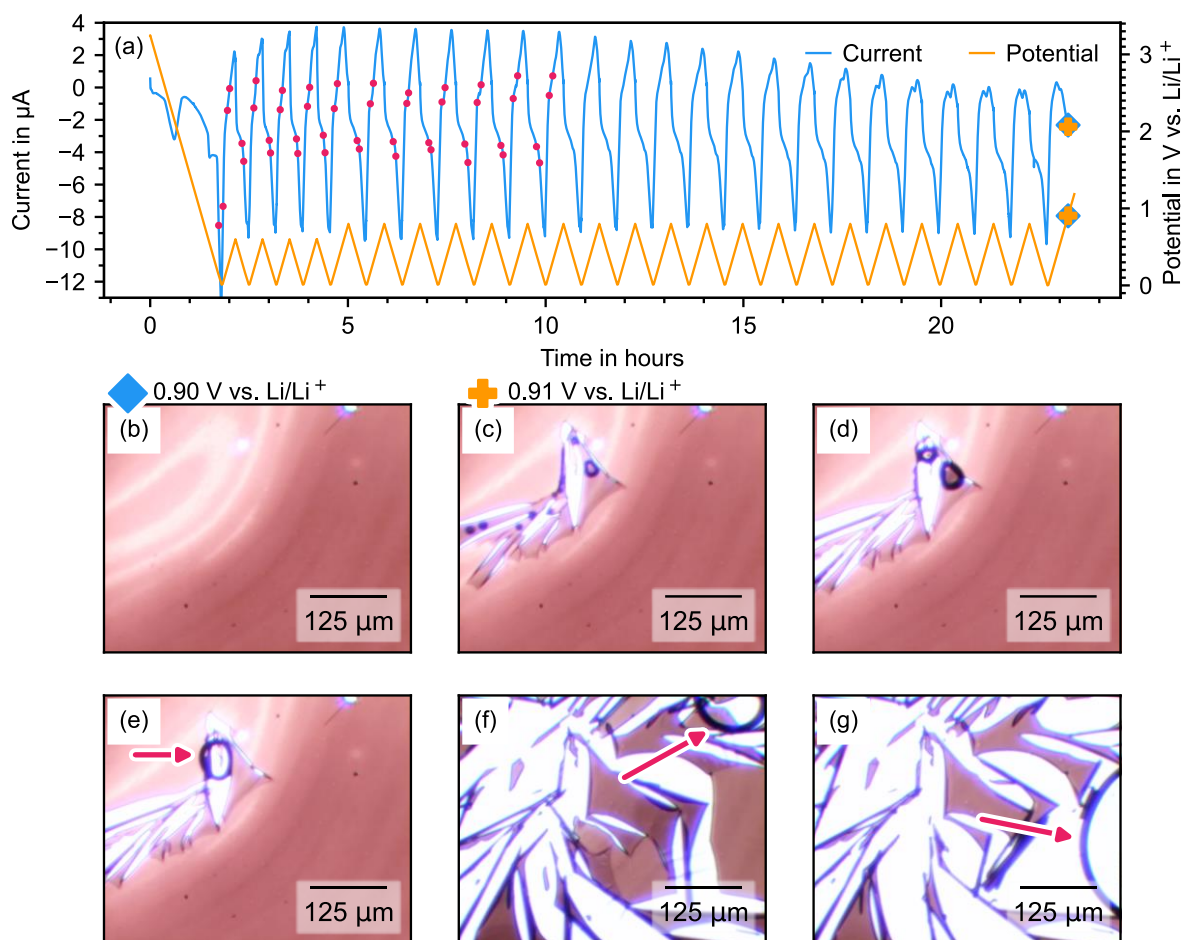 (a)
Current
Potential
Current in µA
4
2
0
−2
−4
−6
−8
−10
−12
3
2
1
0
Potential in V vs. Li/Li⁺
0
5
10
15
20
Time in hours
0.90 V vs. Li/Li⁺
0.91 V vs. Li/Li⁺
(b)
125 µm
(c)
125 µm
(d)
125 µm
(e)
125 µm
(f)
125 µm
(g)
125 µm